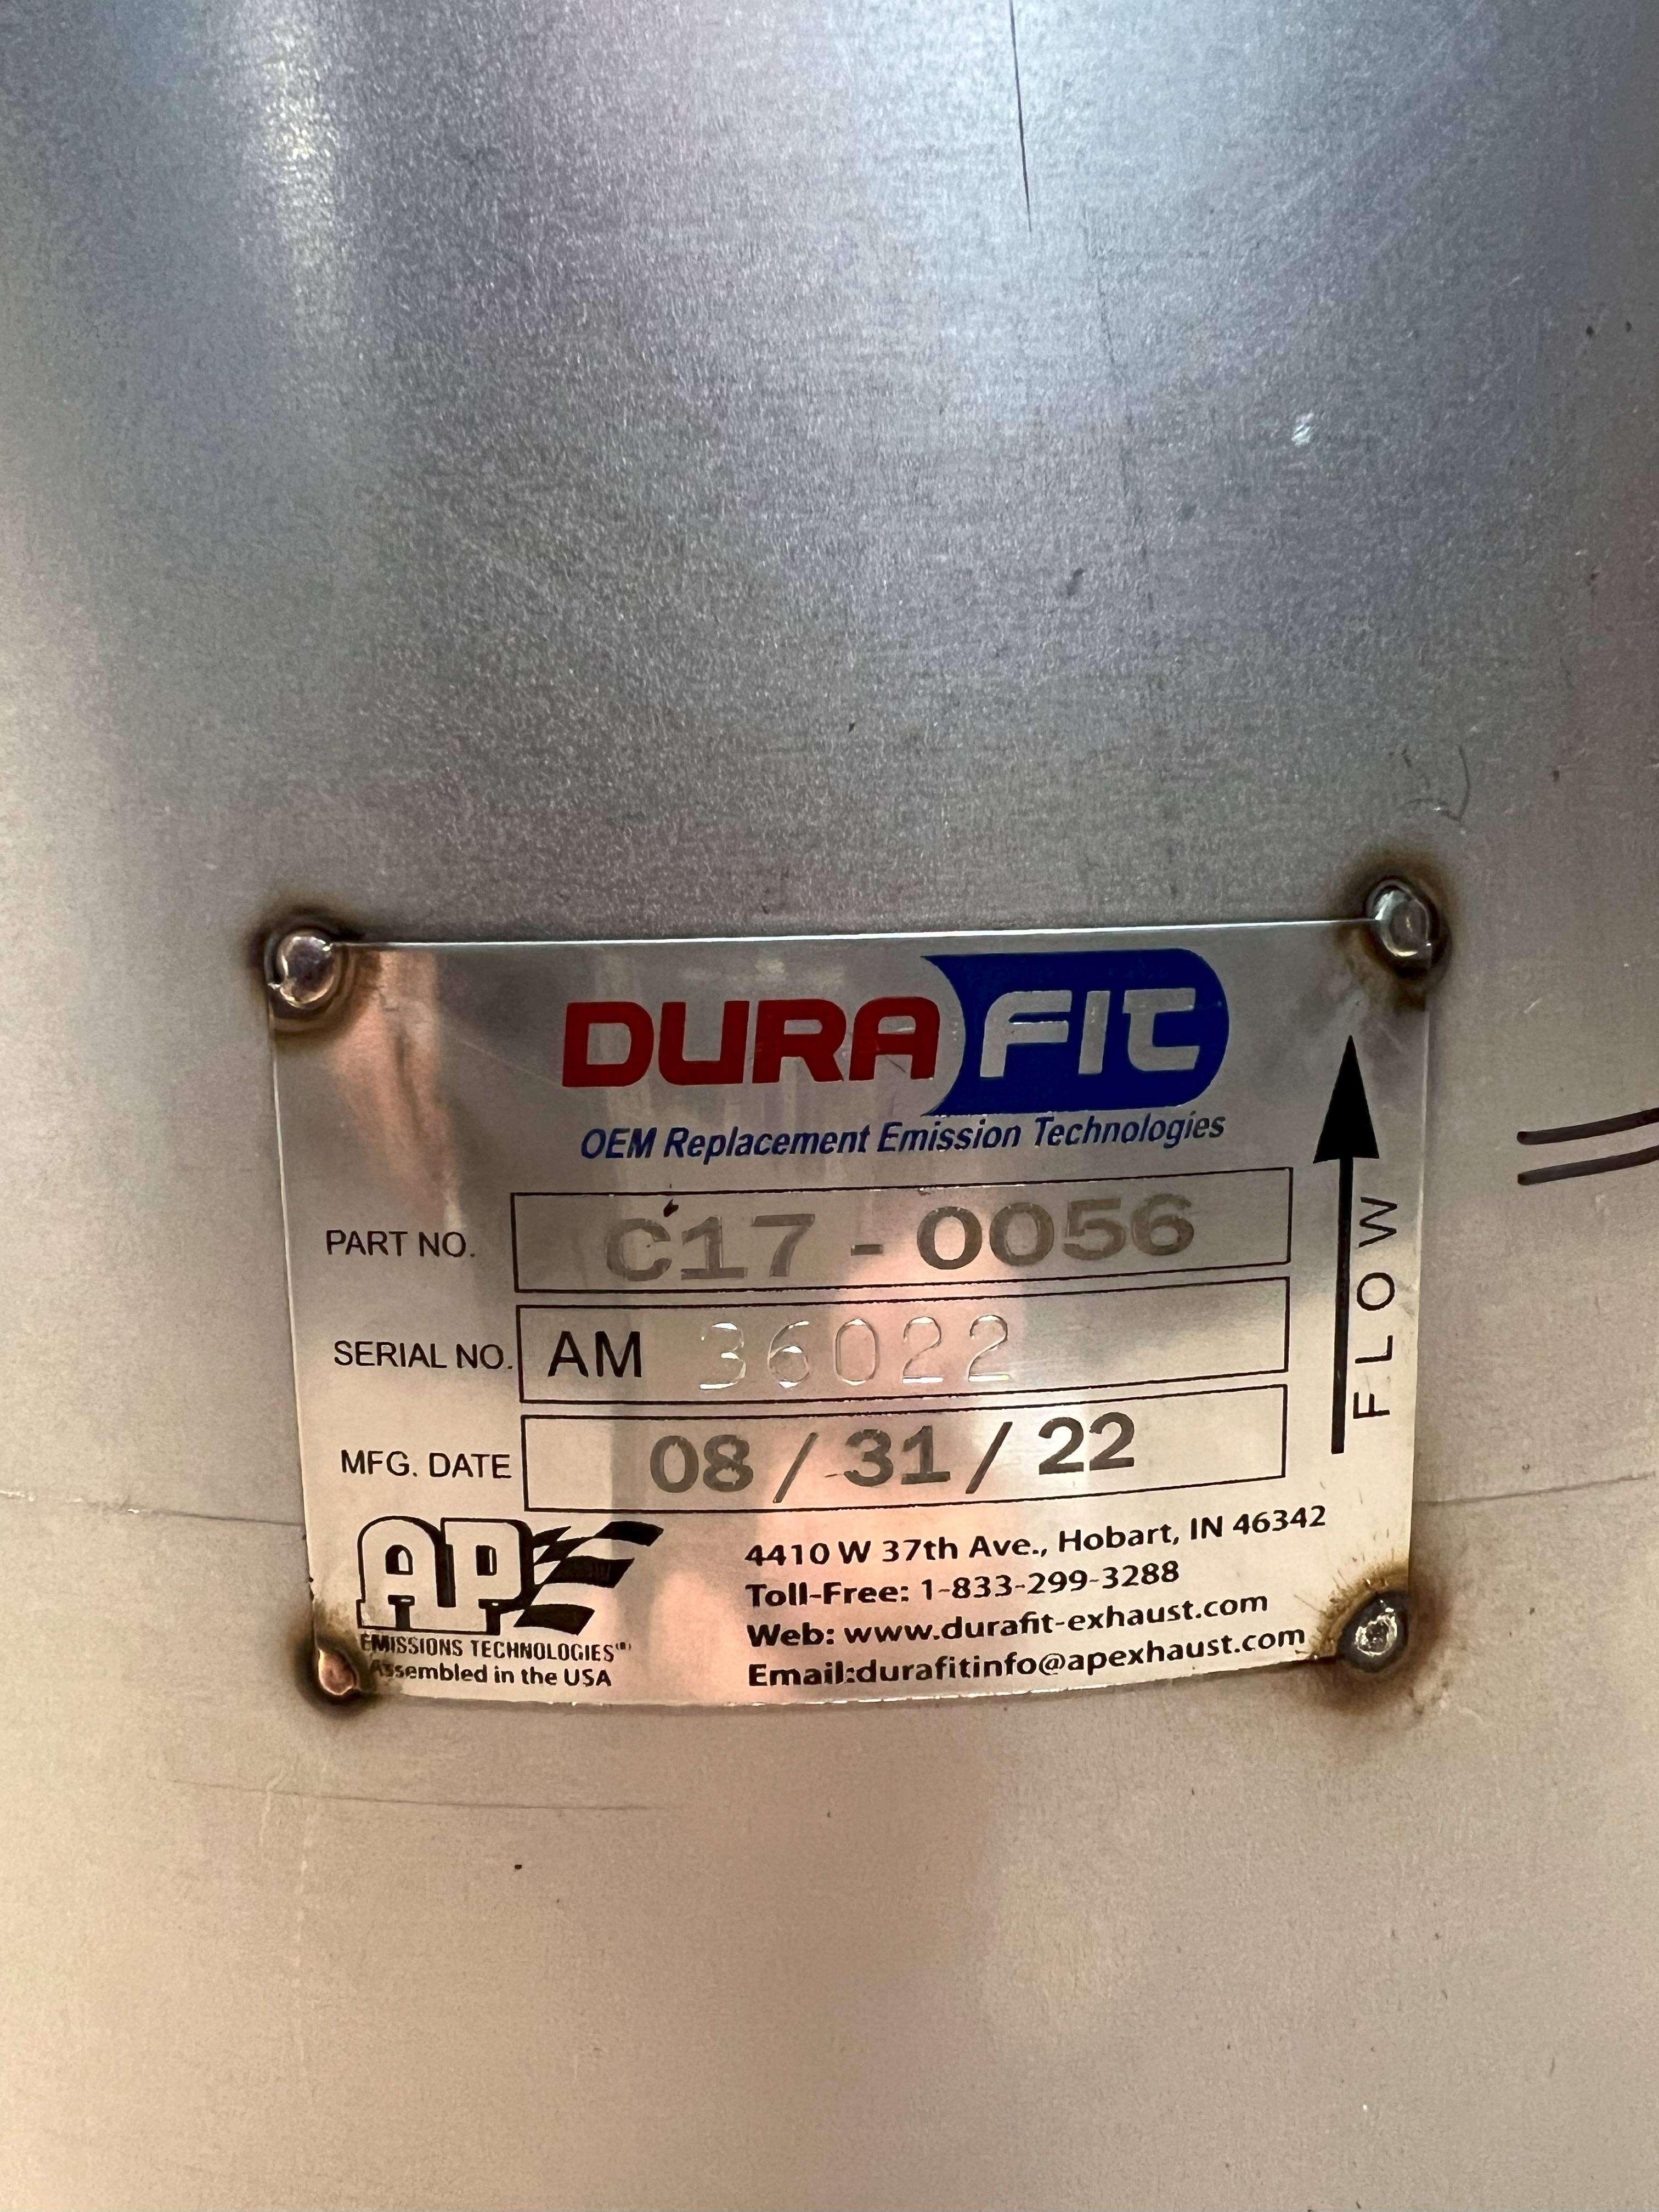 DURAFIT
OEM Replacement Emission Technologies
PART NO. C17-0056
SERIAL NO. AM 36022
MFG. DATE 08/31/22
FLOW
AP
EMISSIONS TECHNOLOGIES(R)
Assembled in the USA
4410 W 37th Ave., Hobart, IN 46342
Toll-Free: 1-833-299-3288
Web: www.durafit-exhaust.com
Email:durafitinfo@apexhaust.com